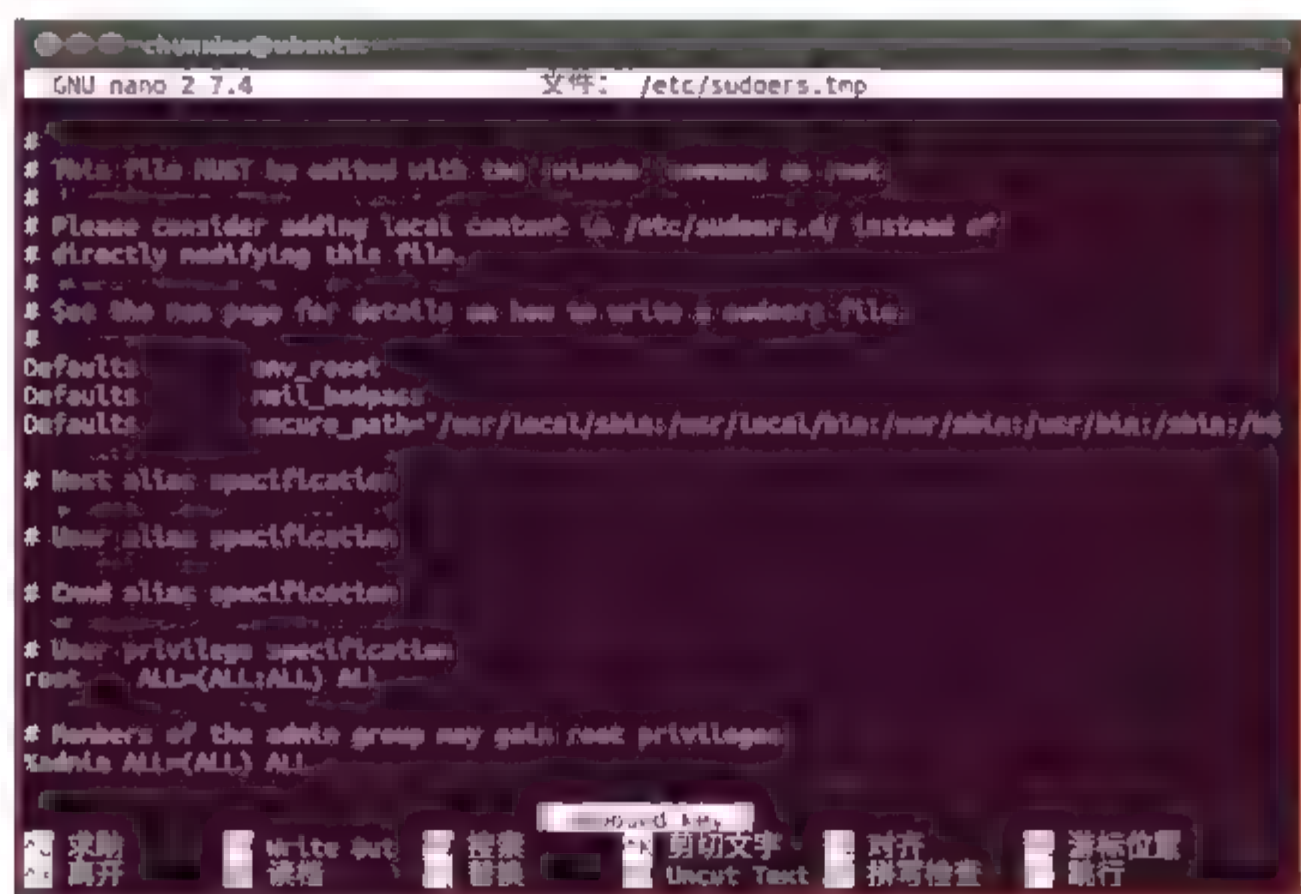 GNU nano 2.7.4 文件： /etc/sudoers.tmp
#
# This file MUST be edited with the 'visudo' command as root.
#
# Please consider adding local content in /etc/sudoers.d/ instead of
# directly modifying this file.
#
# See the man page for details on how to write a sudoers file.
#
Defaults env_reset
Defaults mail_badpass
Defaults secure_path="/usr/local/sbin:/usr/local/bin:/usr/sbin:/usr/bin:/sbin:/b$
# Host alias specification
# User alias specification
# Cmnd alias specification
# User privilege specification
root ALL=(ALL:ALL) ALL
# Members of the admin group may gain root privileges
%admin ALL=(ALL) ALL
求助 Write Out 搜索 ^K 剪切文字 对齐 游标位置
离开 读档 替换 Uncut Text 拼写检查 跳行